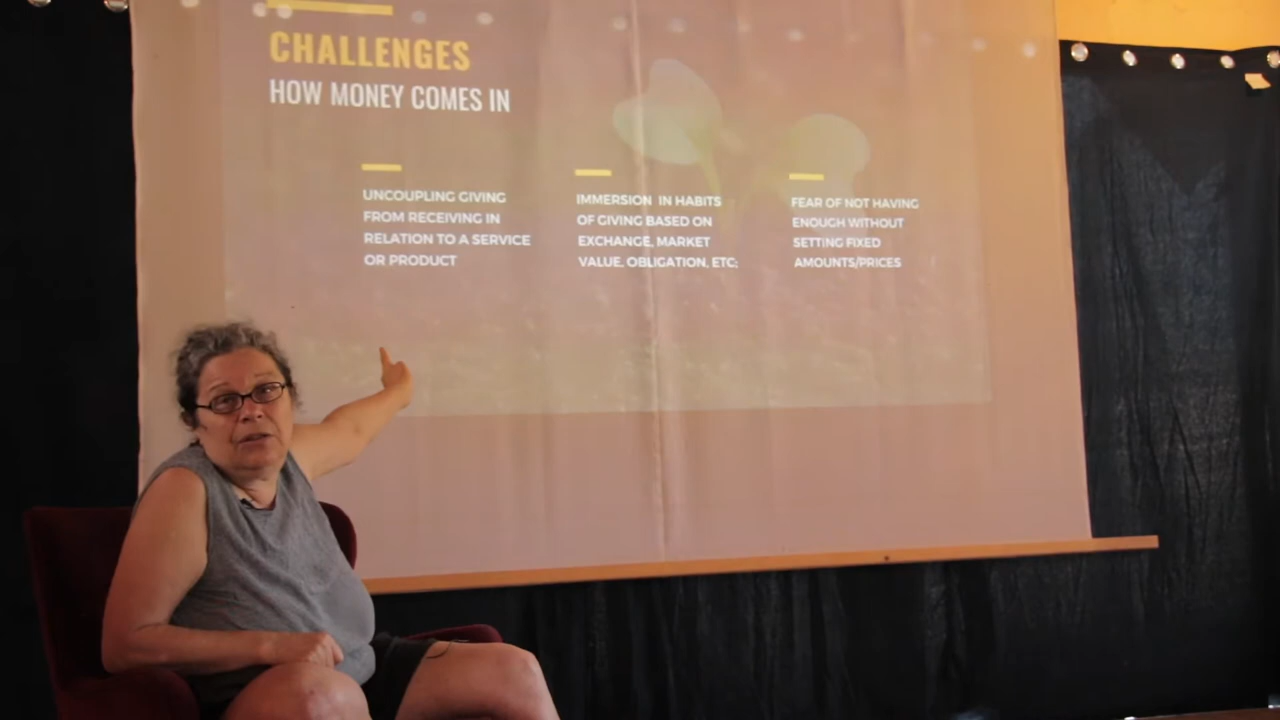 CHALLENGES
HOW MONEY COMES IN
UNCOUPLING GIVING
FROM RECEIVING IN
RELATION TO A SERVICE
OR PRODUCT
IMMERSION IN HABITS
OF GIVING BASED ON
EXCHANGE, MARKET
VALUE, OBLIGATION, ETC;
FEAR OF NOT HAVING
ENOUGH WITHOUT
SETTING FIXED
AMOUNTS/PRICES